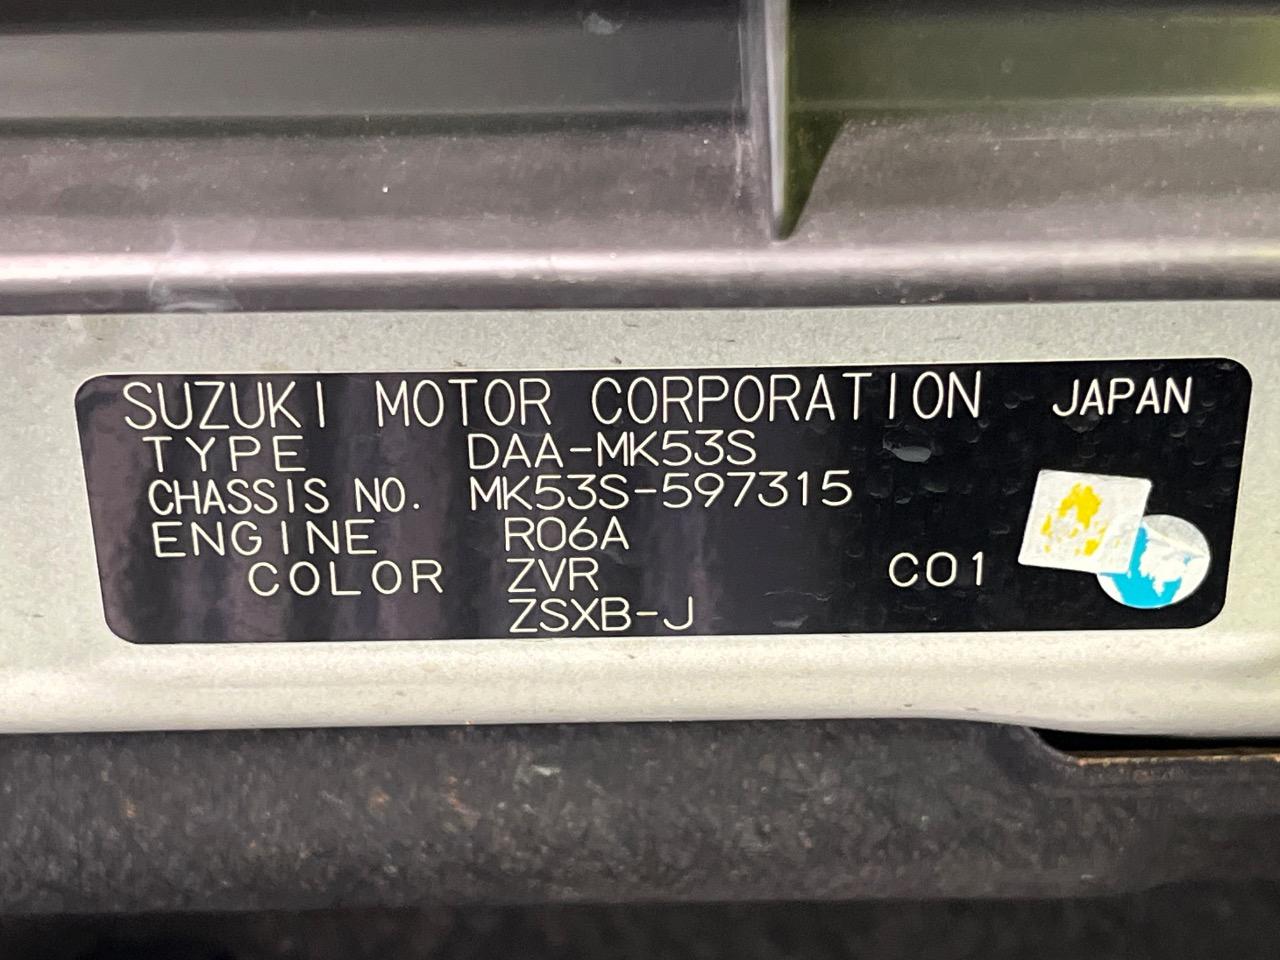 SUZUKI MOTOR CORPORATION JAPAN
TYPE DAA-MK53S
CHASSIS NO. MK53S-597315
ENGINE R06A
COLOR ZVR C01
ZSXB-J